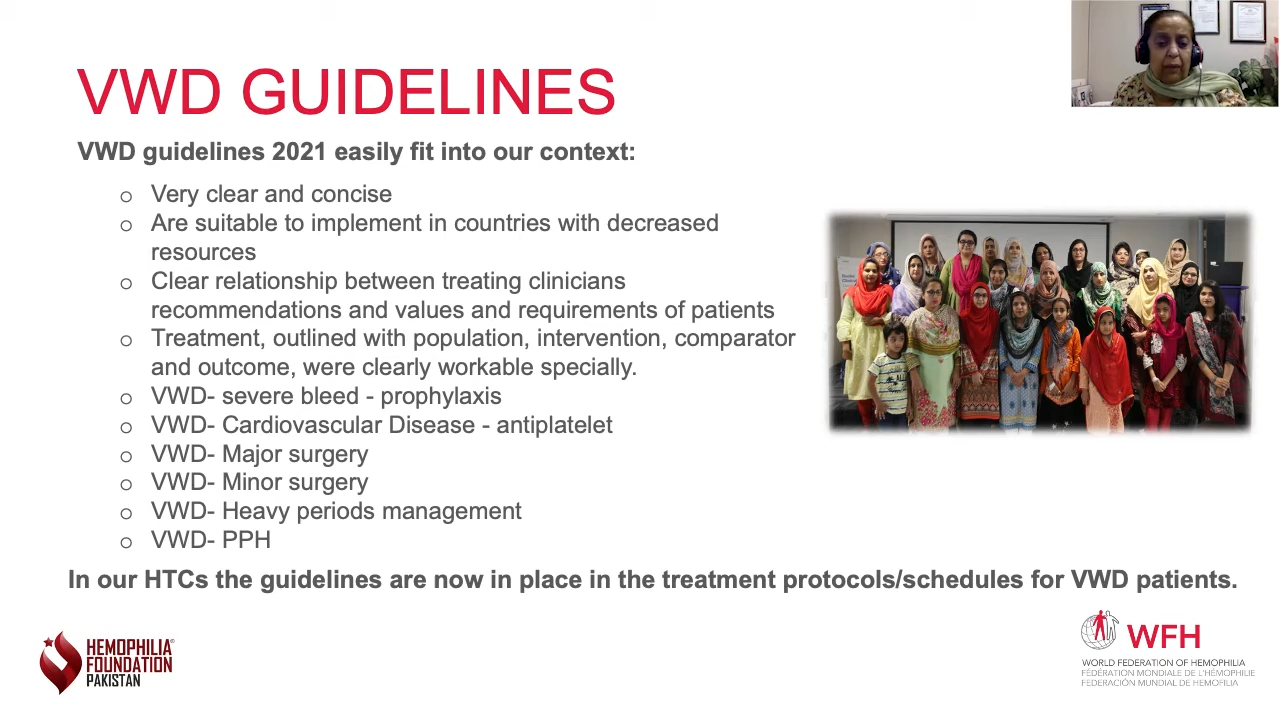 VWD GUIDELINES
VWD guidelines 2021 easily fit into our context:
o Very clear and concise
o Are suitable to implement in countries with decreased
resources
o Clear relationship between treating clinicians
recommendations and values and requirements of patients
o Treatment, outlined with population, intervention, comparator
and outcome, were clearly workable specially.
o VWD- severe bleed - prophylaxis
o VWD- Cardiovascular Disease - antiplatelet
o VWD- Major surgery
o VWD- Minor surgery
o VWD- Heavy periods management
o VWD- PPH
In our HTCs the guidelines are now in place in the treatment protocols/schedules for VWD patients.
HEMOPHILIA®
FOUNDATION
PAKISTAN
WFH
WORLD FEDERATION OF HEMOPHILIA
FÉDÉRATION MONDIALE DE L'HÉMOPHILIE
FEDERACIÓN MUNDIAL DE HEMOFILIA